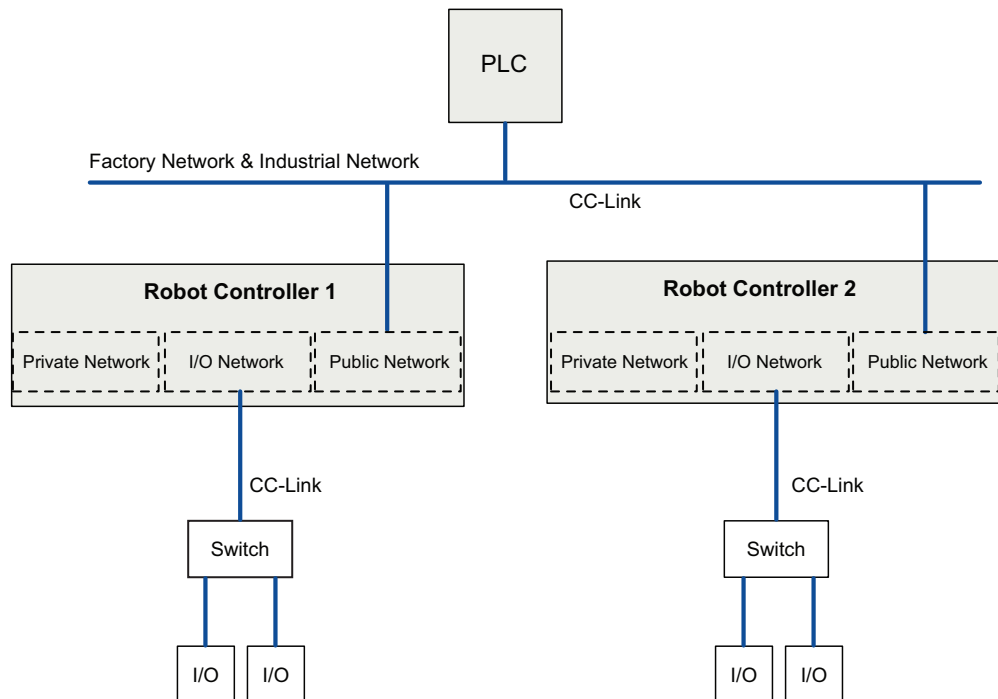 PLC
Factory Network & Industrial Network
CC-Link
Robot Controller 1
Robot Controller 2
Private Network
I/O Network
Public Network
Private Network
I/O Network
Public Network
CC-Link
CC-Link
Switch
Switch
I/O
I/O
I/O
I/O